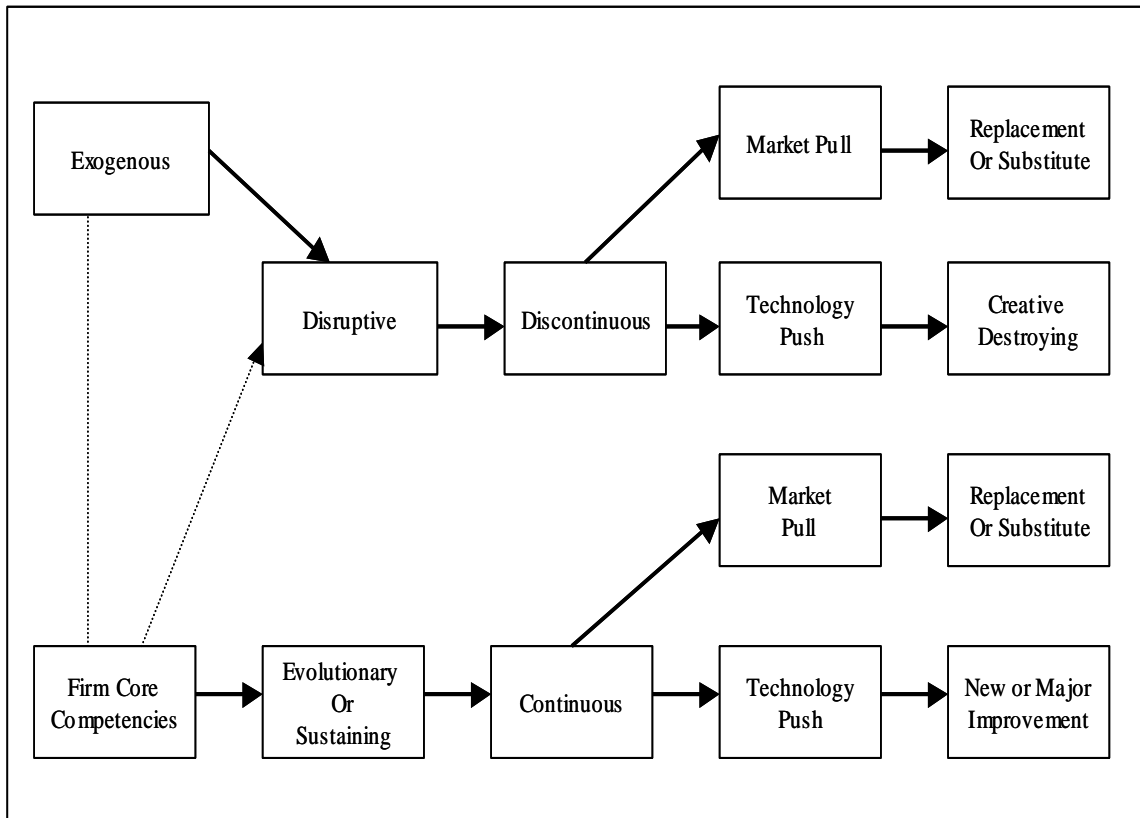 Exogenous
Market Pull
Replacement
Or Substitute
Disruptive
Discontinuous
Technology
Push
Creative
Destroying
Market
Pull
Replacement
Or Substitute
Firm Core
Competencies
Evolutionary
Or
Sustaining
Continuous
Technology
Push
New or Major
Improvement